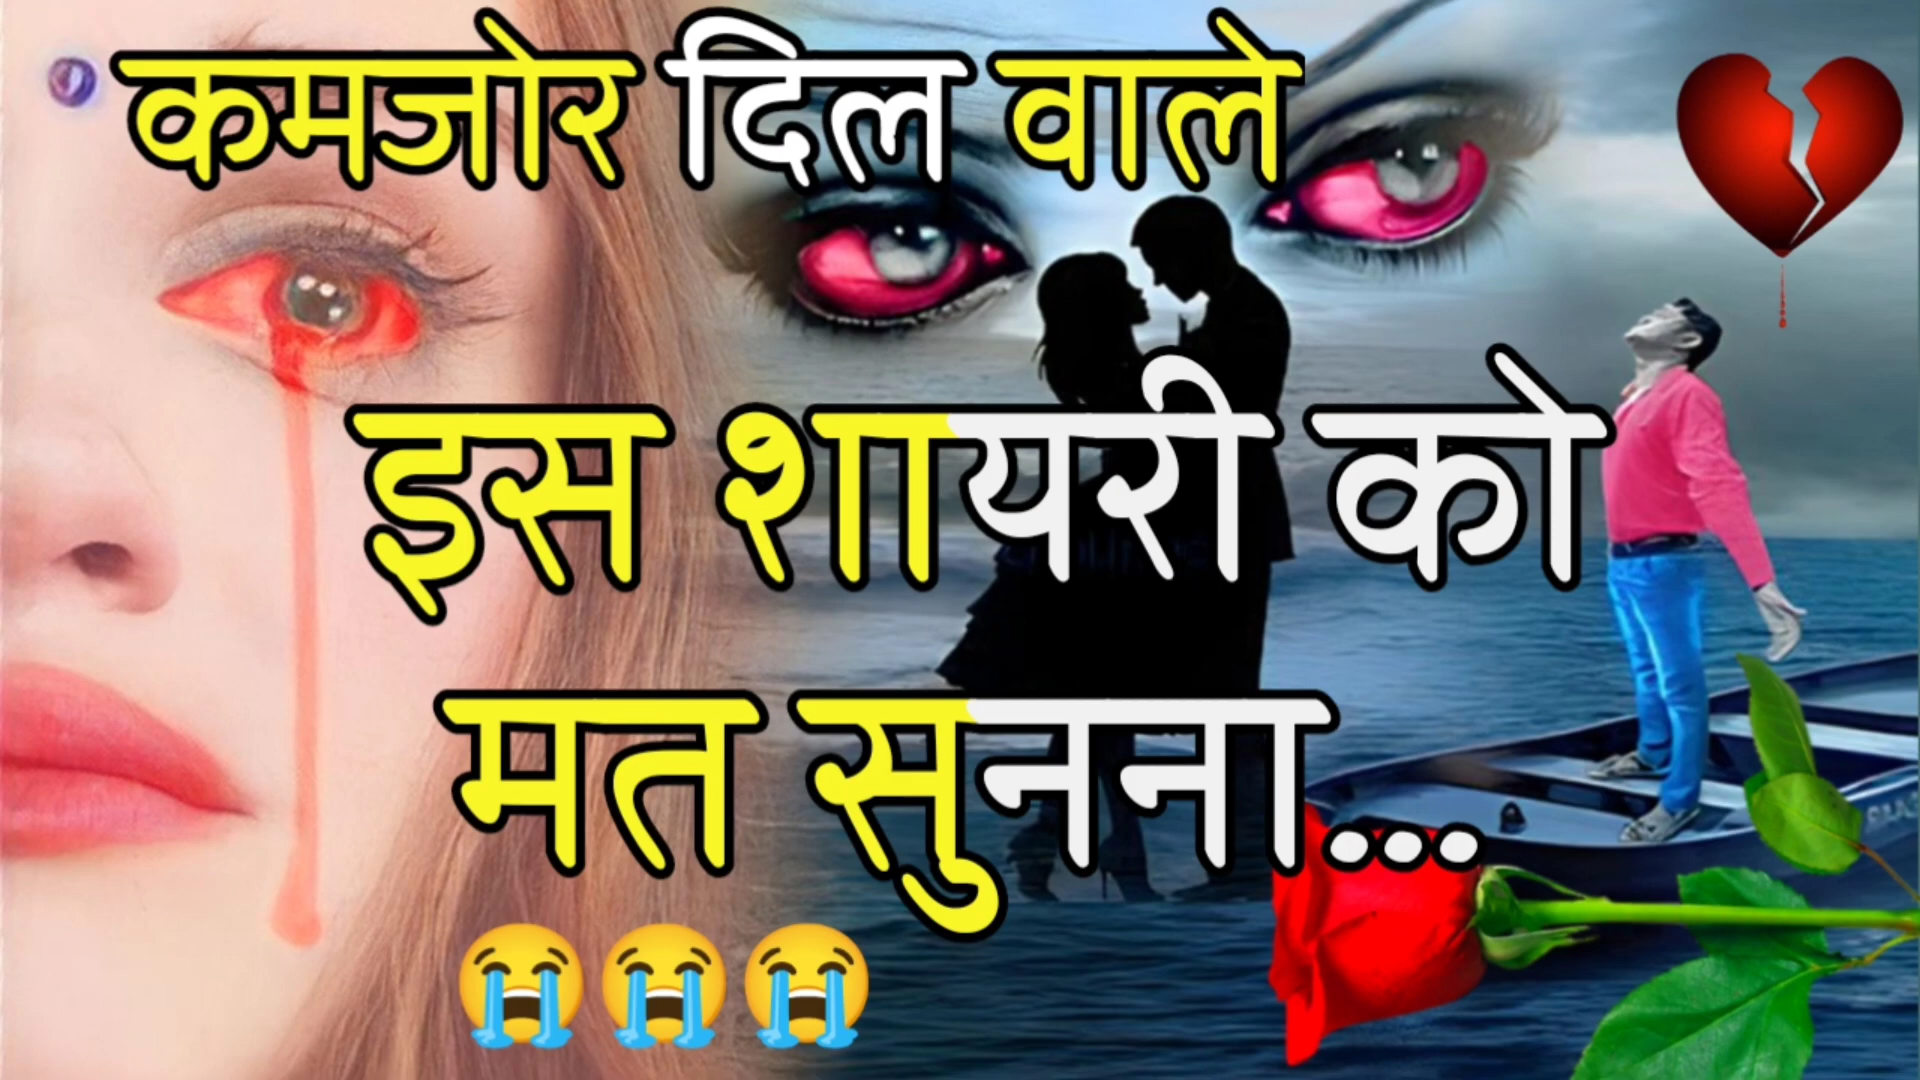 कमजोर दिल वाले
इस शायरी को
मत सुनना...